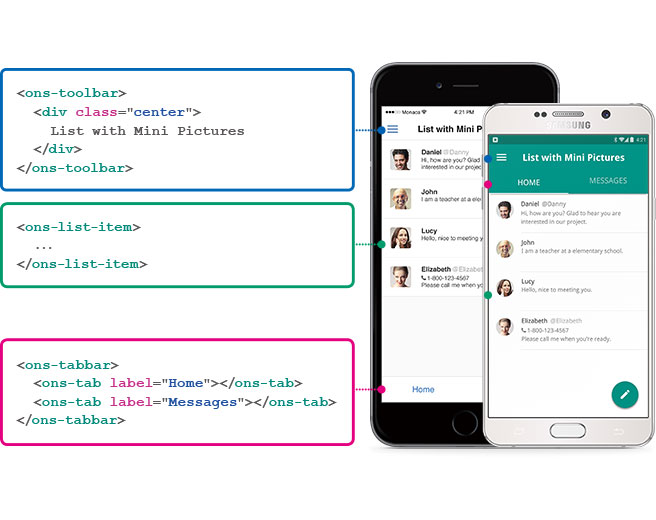 <ons-toolbar>
<div class="center">
List with Mini Pictures
</div>
</ons-toolbar>
<ons-list-item>
...
</ons-list-item>
<ons-tabbar>
<ons-tab label="Home"></ons-tab>
<ons-tab label="Messages"></ons-tab>
</ons-tabbar>
Monaca 4:21 PM
List with Mini P
Daniel @Danny
Hi, how are you? Glad
interested in our project.
John
I am a teacher at a elementary
Lucy
Hello, nice to meeting you
Elizabeth @Elizabeth
1-800-123-4567
Please call me when you
Home
SAMSUNG
4:21 PM
List with Mini Pictures
HOME MESSAGES
Daniel @Danny
Hi, how are you? Glad to hear you are
interested in our project.
John
I am a teacher at a elementary school.
Lucy
Hello, nice to meeting you.
Elizabeth @Elizabeth
1-800-123-4567
Please call me when you're ready.